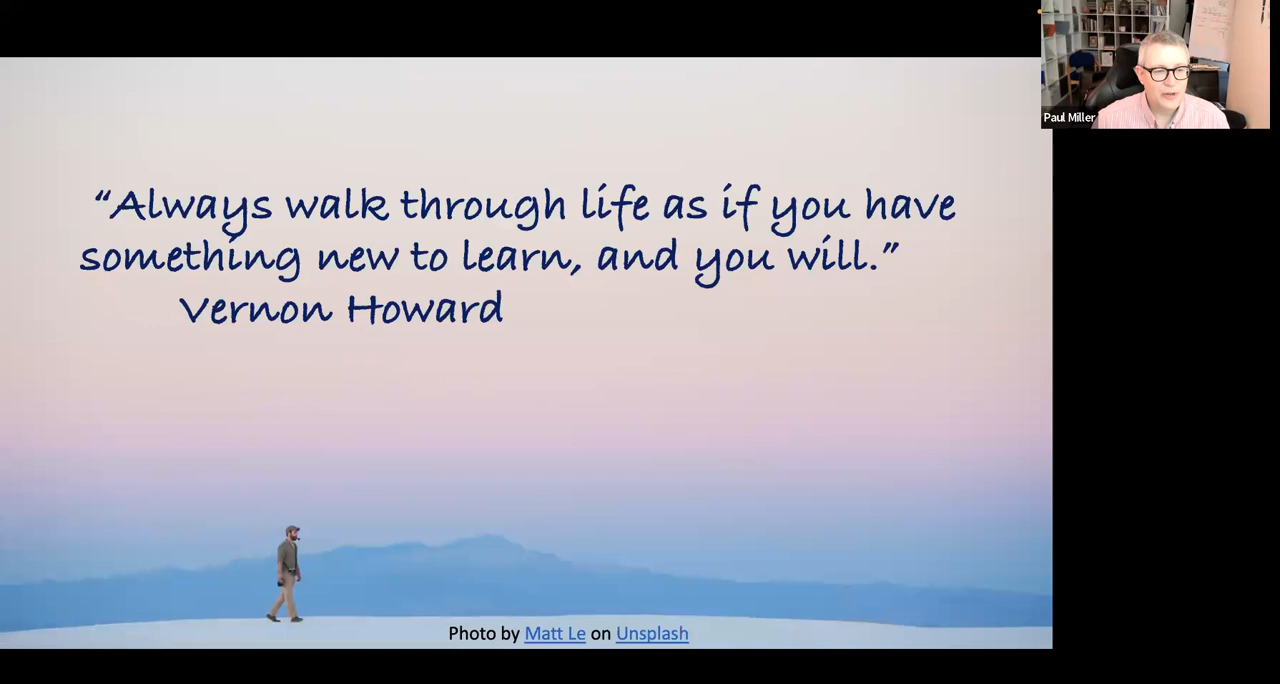 “Always walk through life as if you have
something new to learn, and you will.”
Vernon Howard
Photo by Matt Le on Unsplash
Paul Miller